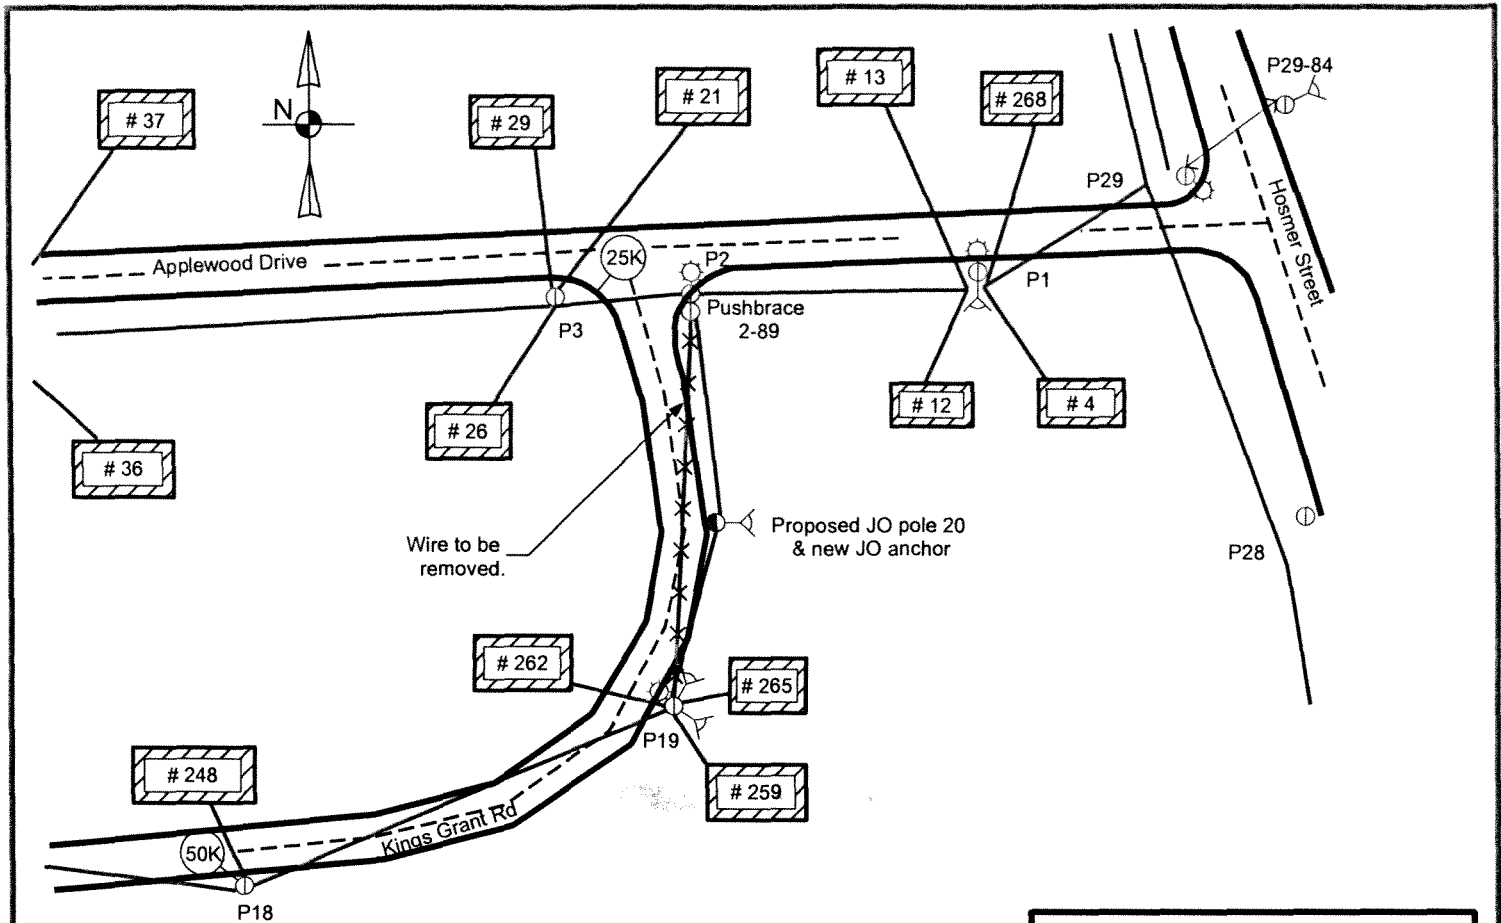 P29-84
# 13
# 21
# 268
# 37
# 29
N
P29
Hosmer Street
25K
P2
Applewood Drive
P1
Pushbrace
2-89
P3
# 12
# 4
# 26
# 36
Proposed JO pole 20
& new JO anchor
Wire to be
removed.
P28
# 262
# 265
P19
# 248
# 259
Kings Grant Rd
50K
P18